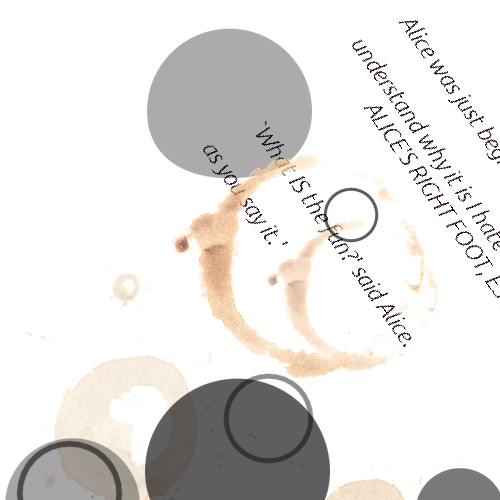 Alice was just beg
understand why it is I hate
ALICE'S RIGHT FOOT, E
`What IS the fun?' said Alice.
as you say it.'